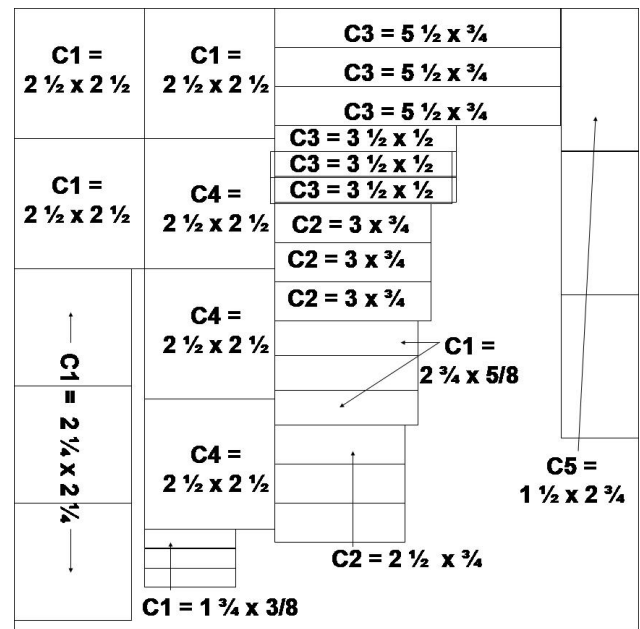 C1 =
2 ½ x 2 ½
C1 =
2 ½ x 2 ½
C3 = 5 ½ x ¾
C3 = 5 ½ x ¾
C3 = 5 ½ x ¾
C3 = 3 ½ x ½
C3 = 3 ½ x ½
C3 = 3 ½ x ½
C1 =
2 ½ x 2 ½
C4 =
2 ½ x 2 ½
C2 = 3 x ¾
C2 = 3 x ¾
C2 = 3 x ¾
C4 =
2 ½ x 2 ½
C1 =
2 ¾ x 5/8
C1 = 2 ¼ x 2 ¼
C4 =
2 ½ x 2 ½
C5 =
1 ½ x 2 ¾
C2 = 2 ½ x ¾
C1 = 1 ¾ x 3/8